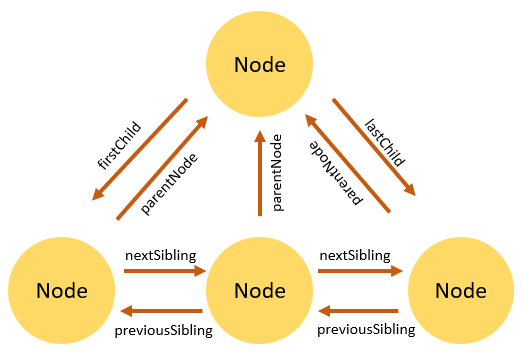 Node
firstChild
parentNode
parentNode
parentNode
lastChild
Node
nextSibling
previousSibling
Node
nextSibling
previousSibling
Node